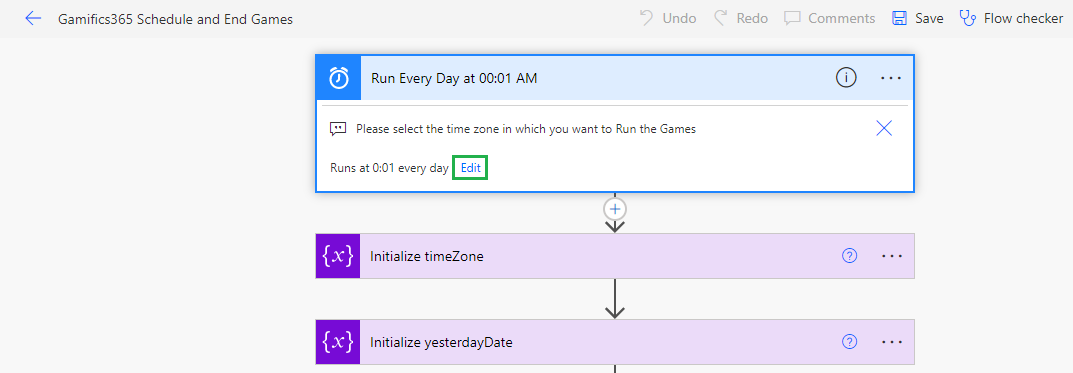 Gamifics365 Schedule and End Games
Undo
Redo
Comments
Save
Flow checker
Run Every Day at 00:01 AM
Please select the time zone in which you want to Run the Games
Runs at 0:01 every day Edit
{x} Initialize timeZone
{x} Initialize yesterdayDate